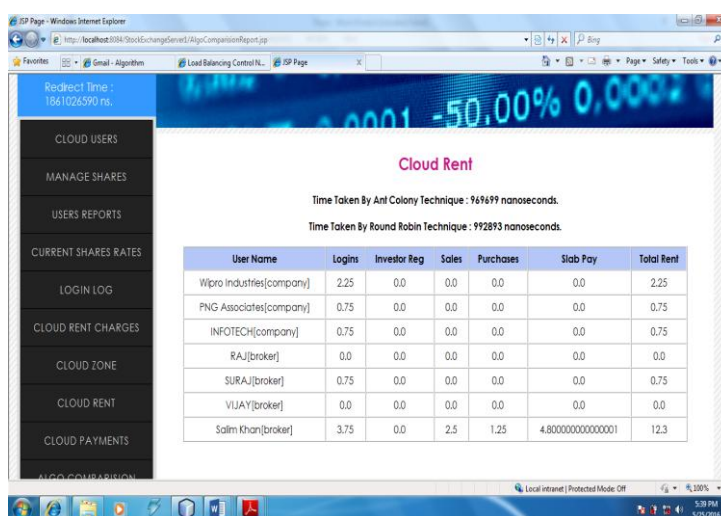 JSP Page - Windows Internet Explorer
http://localhost:8084/StockExchangeServer1/AlgoComparisionReport.jsp
Bing
Favorites Gmail - Algorithm Load Balancing Control N... JSP Page Page Safety Tools
Redirect Time :
1861026590 ns.
0.0001 -50.00% 0,000
CLOUD USERS
MANAGE SHARES
USERS REPORTS
CURRENT SHARES RATES
LOGIN LOG
CLOUD RENT CHARGES
CLOUD ZONE
CLOUD RENT
CLOUD PAYMENTS
ALGO COMPARISION
Cloud Rent
Time Taken By Ant Colony Technique : 969699 nanoseconds.
Time Taken By Round Robin Technique : 992893 nanoseconds.
User Name Logins Investor Reg Sales Purchases Slab Pay Total Rent
Wipro Industries[company] 2.25 0.0 0.0 0.0 0.0 2.25
PNG Associates[company] 0.75 0.0 0.0 0.0 0.0 0.75
INFOTECH[company] 0.75 0.0 0.0 0.0 0.0 0.75
RAJ[broker] 0.0 0.0 0.0 0.0 0.0 0.0
SURAJ[broker] 0.75 0.0 0.0 0.0 0.0 0.75
VIJAY[broker] 0.0 0.0 0.0 0.0 0.0 0.0
Salim Khan[broker] 3.75 0.0 2.5 1.25 4.800000000000001 12.3
Local intranet | Protected Mode: Off 100%
5:39 PM
5/25/2014